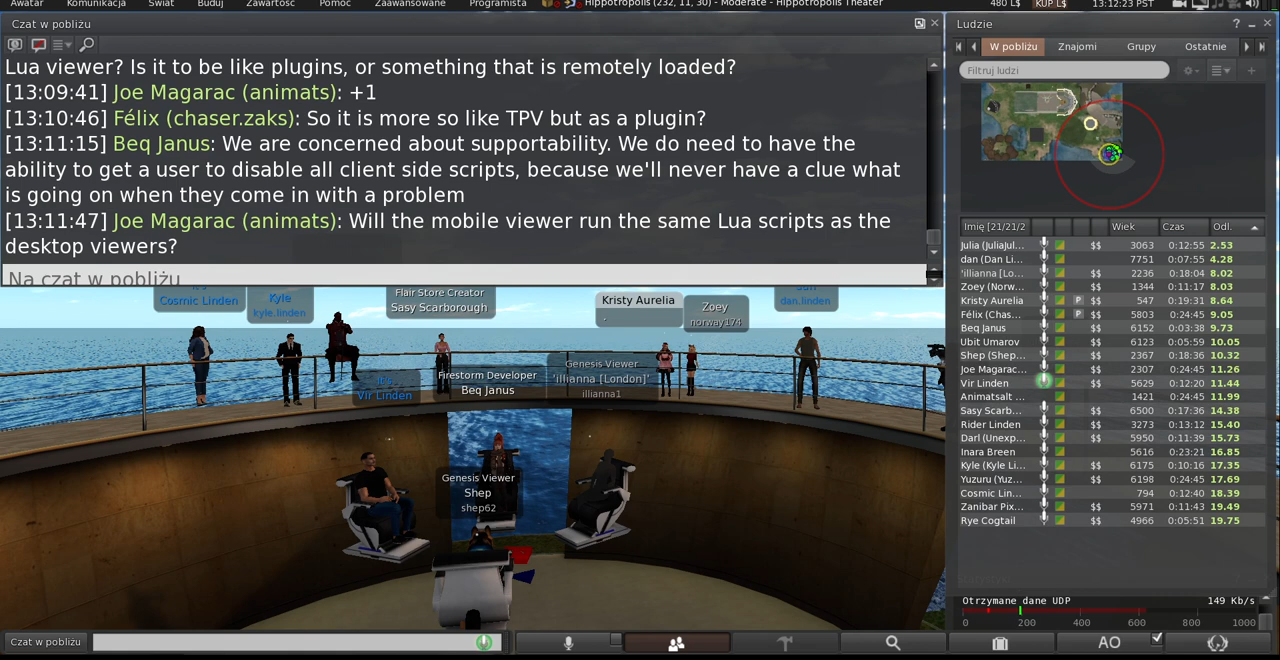 Awatar Komunikacja Świat Buduj Zawartość Pomoc Zaawansowane Programista Hippotropolis (232, 11, 30) - Moderate - Hippotropolis Theater 480 L$ KUP L$ 13:12:23 PST
Czat w pobliżu
Lua viewer? Is it to be like plugins, or something that is remotely loaded?
[13:09:41] Joe Magarac (animats): +1
[13:10:46] Félix (chaser.zaks): So it is more so like TPV but as a plugin?
[13:11:15] Beq Janus: We are concerned about supportability. We do need to have the
ability to get a user to disable all client side scripts, because we'll never have a clue what
is going on when they come in with a problem
[13:11:47] Joe Magarac (animats): Will the mobile viewer run the same Lua scripts as the
desktop viewers?
Na czat w pobliżu
Cosmic Linden
Kyle
kyle.linden
Flair Store Creator
Sasy Scarborough
Kristy Aurelia
.
Zoey
norway174
dan.linden
Vir Linden
Firestorm Developer
Beq Janus
Genesis Viewer
'illianna [London]'
illianna1
Genesis Viewer
Shep
shep62
Czat w pobliżu
AO
Ludzie
W pobliżu Znajomi Grupy Ostatnie
Filtruj ludzi
Imię [21/21/2 Wiek Czas Odl.
Julia (JuliaJul... $$ 3063 0:12:55 2.53
dan (Dan Li... 7751 0:07:55 4.28
'illianna [Lo... $$ 2236 0:18:04 8.02
Zoey (Norw... $$ 1344 0:11:17 8.03
Kristy Aurelia P $$ 547 0:19:31 8.64
Félix (Chas... P $$ 5803 0:24:45 9.05
Beq Janus $$ 6152 0:03:38 9.73
Ubit Umarov $$ 6123 0:05:59 10.05
Shep (Shep... $$ 2367 0:18:36 10.32
Joe Magarac... $$ 2307 0:24:45 11.26
Vir Linden $$ 5629 0:12:20 11.44
Animatsalt ... 1421 0:24:45 11.99
Sasy Scarb... $$ 6500 0:17:36 14.38
Rider Linden $$ 3273 0:13:12 15.40
Darl (Unexp... $$ 5950 0:11:39 15.73
Inara Breen 5616 0:23:21 16.85
Kyle (Kyle Li... $$ 6175 0:10:16 17.35
Yuzuru (Yuz... $$ 6198 0:24:45 17.69
Cosmic Lin... 794 0:12:40 18.39
Zanibar Pix... $$ 5971 0:11:43 19.49
Rye Cogtail $$ 4966 0:05:51 19.75
Otrzymane dane UDP 149 Kb/s
0 200 400 600 800 1000